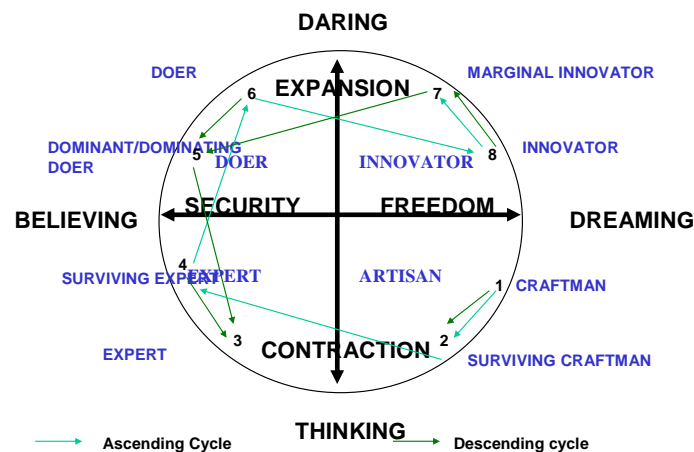 DARING
DOER
EXPANSION
MARGINAL INNOVATOR
6
7
DOMINANT/DOMINATING
DOER
5
DOER
INNOVATOR
8
INNOVATOR
SECURITY
FREEDOM
BELIEVING
DREAMING
4
SURVIVING EXPERT
EXPERT
ARTISAN
1
CRAFTMAN
3
2
EXPERT
CONTRACTION
SURVIVING CRAFTMAN
THINKING
Ascending Cycle
Descending cycle